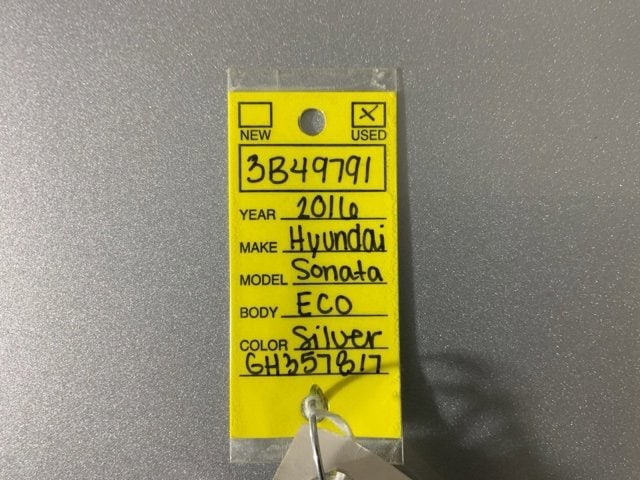 NEW USED
3B49791
YEAR 2016
MAKE Hyundai
MODEL Sonata
BODY ECO
COLOR Silver
GH357817